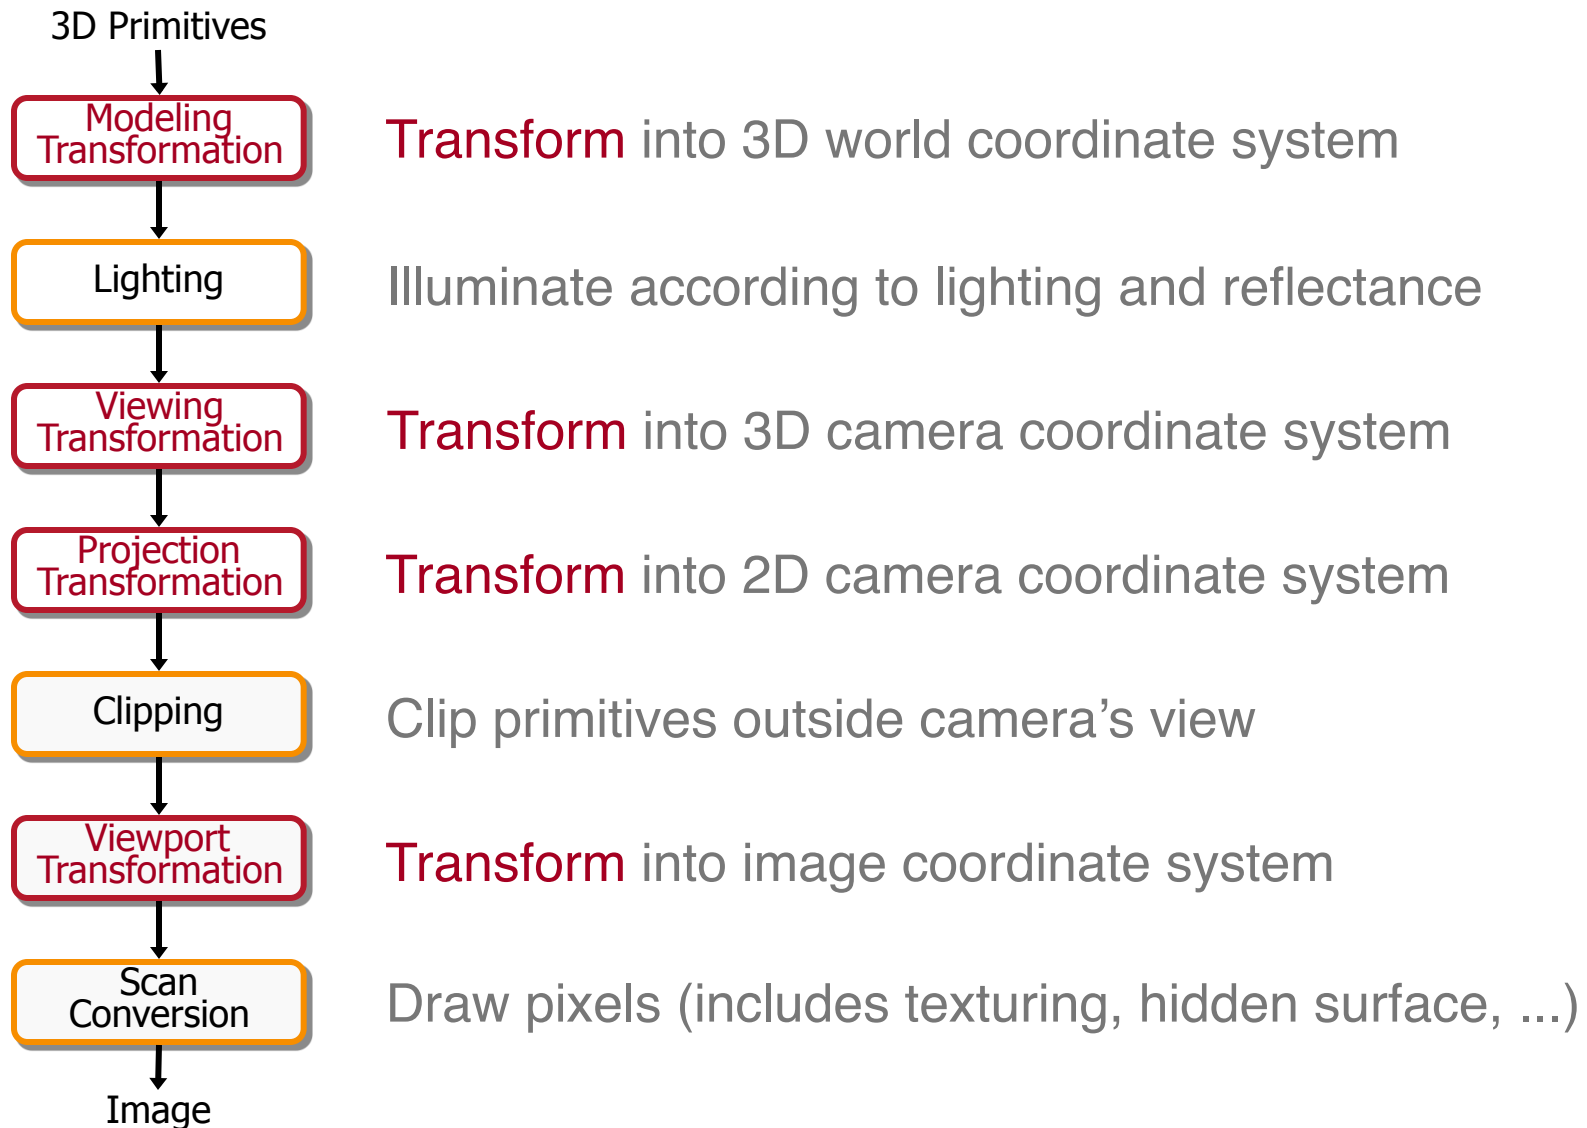 3D Primitives
Modeling
Transformation
Transform into 3D world coordinate system
Lighting
Illuminate according to lighting and reflectance
Viewing
Transformation
Transform into 3D camera coordinate system
Projection
Transformation
Transform into 2D camera coordinate system
Clipping
Clip primitives outside camera’s view
Viewport
Transformation
Transform into image coordinate system
Scan
Conversion
Draw pixels (includes texturing, hidden surface, ...)
Image